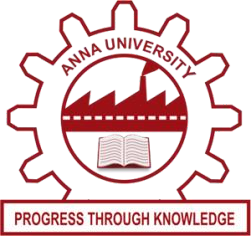 ANNA UNIVERSITY
PROGRESS THROUGH KNOWLEDGE